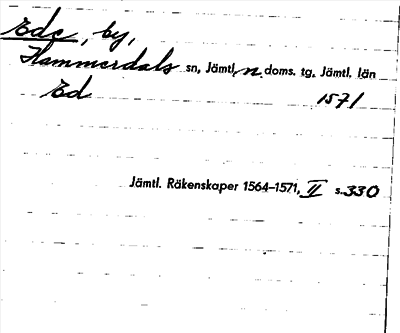 Ede, by,
Hammerdals sn, Jämtl. n doms. tg, Jämtl. län
Ed 1571
Jämtl. Räkenskaper 1564–1571, II s. 330